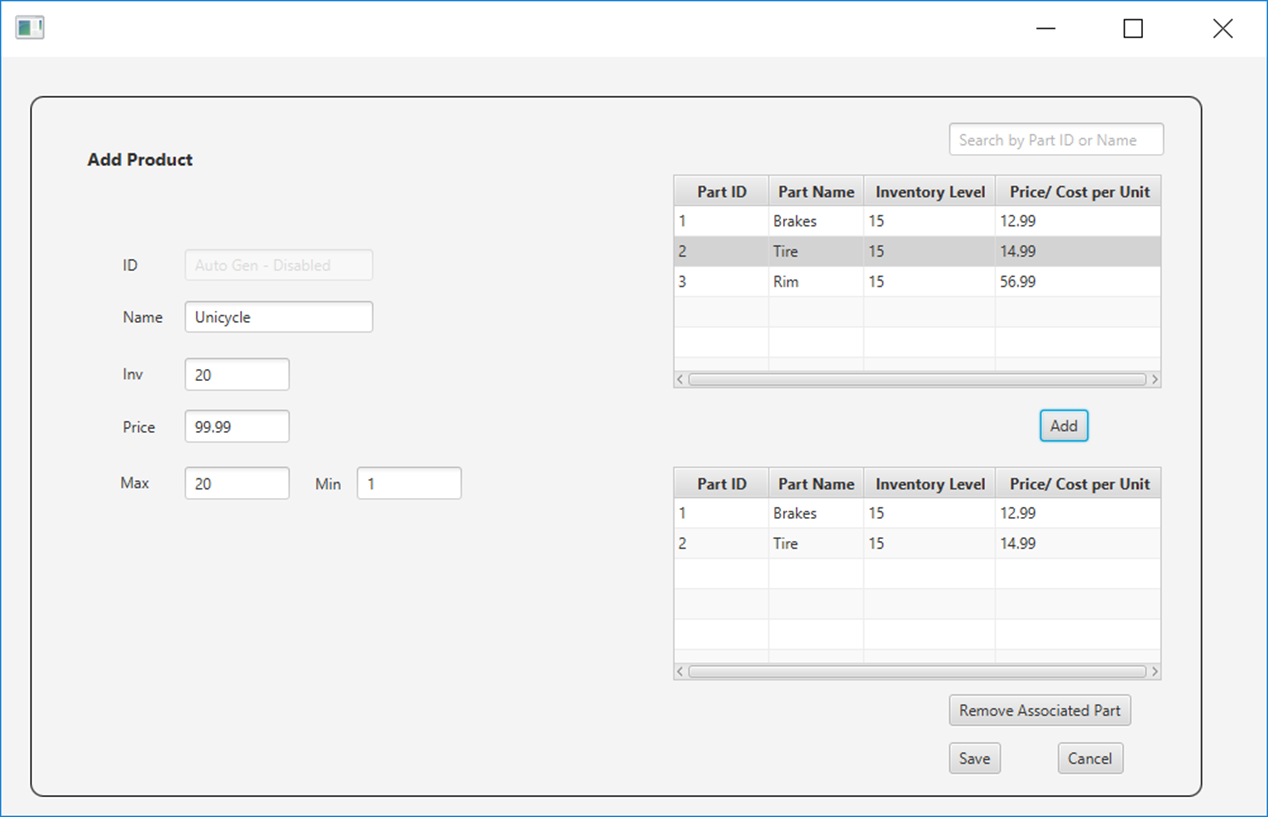 Add Product
ID Auto Gen - Disabled
Name Unicycle
Inv 20
Price 99.99
Max 20 Min 1
Search by Part ID or Name
Part ID Part Name Inventory Level Price/ Cost per Unit
1 Brakes 15 12.99
2 Tire 15 14.99
3 Rim 15 56.99
Add
Part ID Part Name Inventory Level Price/ Cost per Unit
1 Brakes 15 12.99
2 Tire 15 14.99
Remove Associated Part
Save Cancel